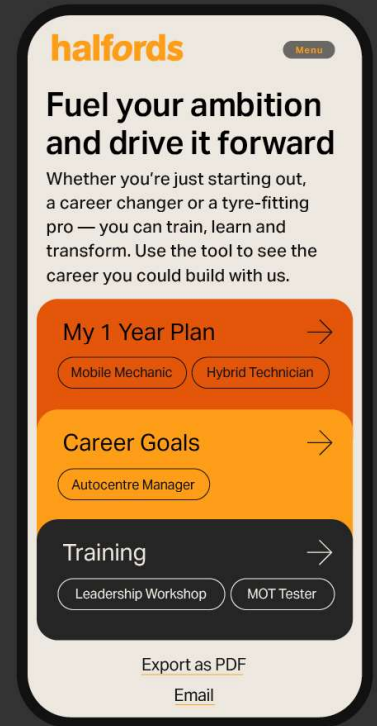 halfords
Menu
Fuel your ambition
and drive it forward
Whether you're just starting out,
a career changer or a tyre-fitting
pro — you can train, learn and
transform. Use the tool to see the
career you could build with us.
My 1 Year Plan
Mobile Mechanic
Hybrid Technician
Career Goals
Autocentre Manager
Training
Leadership Workshop
MOT Tester
Export as PDF
Email